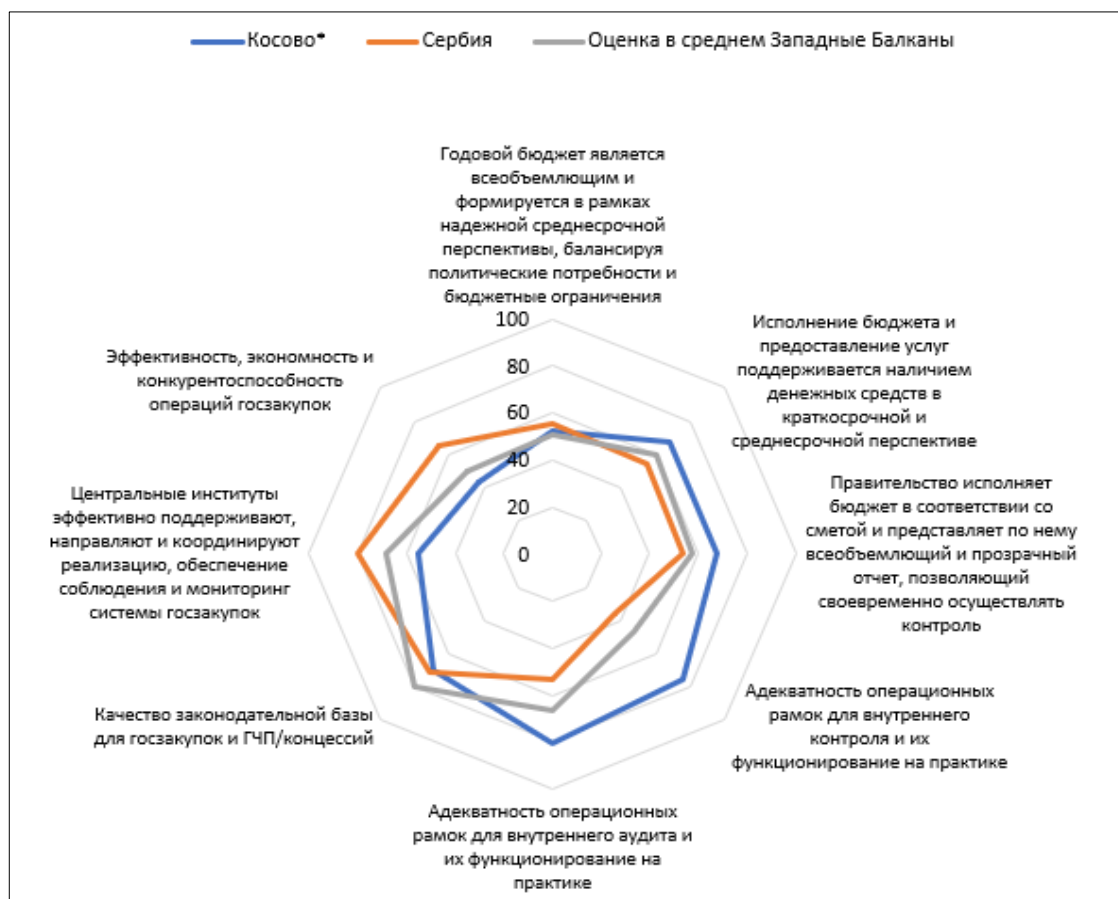 Косово*
Сербия
Оценка в среднем Западные Балканы
Годовой бюджет является
всеобъемлющим и
формируется в рамках
надежной среднесрочной
перспективы, балансируя
политические потребности и
бюджетные ограничения
Исполнение бюджета и
предоставление услуг
поддерживается наличием
денежных средств в
краткосрочной и
среднесрочной перспективе
Правительство исполняет
бюджет в соответствии со
сметой и представляет по нему
всеобъемлющий и прозрачный
отчет, позволяющий
своевременно осуществлять
контроль
Адекватность операционных
рамок для внутреннего
контроля и их
функционирование на практике
Адекватность операционных
рамок для внутреннего аудита и
их функционирование на
практике
Качество законодательной базы
для госзакупок и ГЧП/концессий
Центральные институты
эффективно поддерживают,
направляют и координируют
реализацию, обеспечение
соблюдения и мониторинг
системы госзакупок
Эффективность, экономность и
конкурентоспособность
операций госзакупок
100
80
60
40
20
0